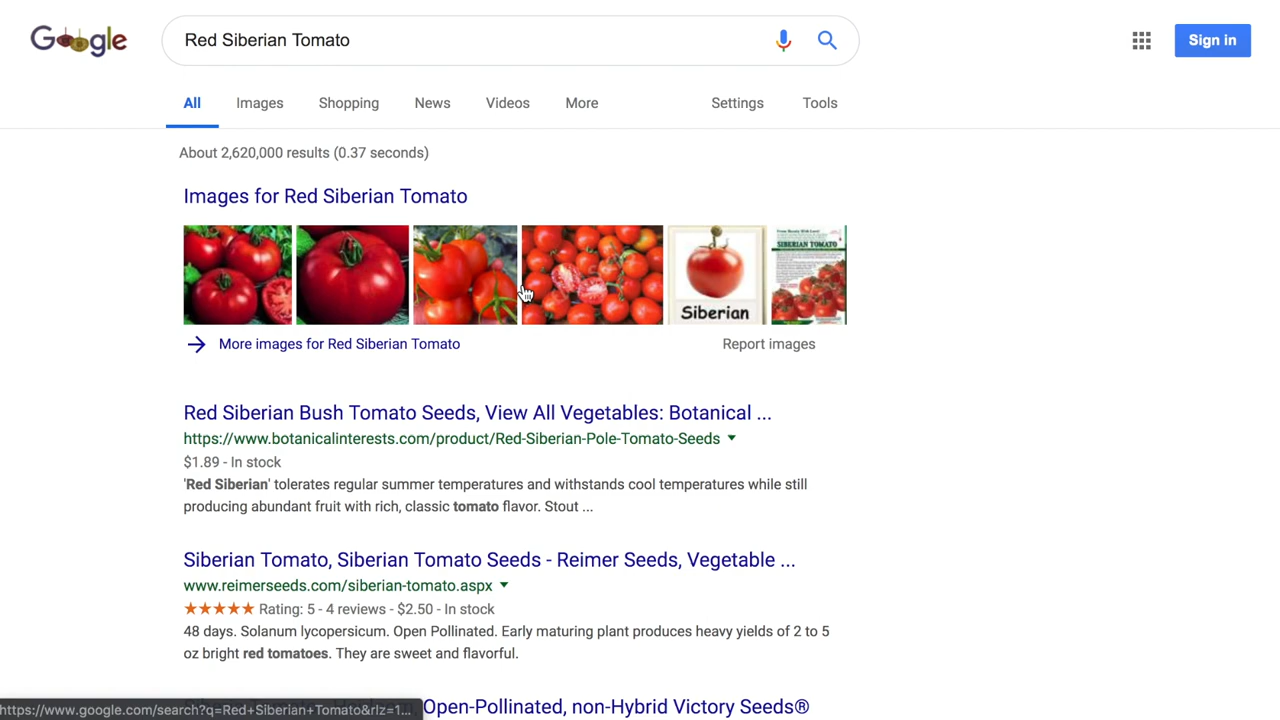 Google
Red Siberian Tomato
Sign in
All
Images
Shopping
News
Videos
More
Settings
Tools
About 2,620,000 results (0.37 seconds)
Images for Red Siberian Tomato
Siberian
SIBERIAN TOMATO
More images for Red Siberian Tomato
Report images
Red Siberian Bush Tomato Seeds, View All Vegetables: Botanical ...
https://www.botanicalinterests.com/product/Red-Siberian-Pole-Tomato-Seeds
$1.89 - In stock
'Red Siberian' tolerates regular summer temperatures and withstands cool temperatures while still
producing abundant fruit with rich, classic tomato flavor. Stout ...
Siberian Tomato, Siberian Tomato Seeds - Reimer Seeds, Vegetable ...
www.reimerseeds.com/siberian-tomato.aspx
Rating: 5 - 4 reviews - $2.50 - In stock
48 days. Solanum lycopersicum. Open Pollinated. Early maturing plant produces heavy yields of 2 to 5
oz bright red tomatoes. They are sweet and flavorful.
Open-Pollinated, non-Hybrid Victory Seeds®
https://www.google.com/search?q=Red+Siberian+Tomato&rlz=1...